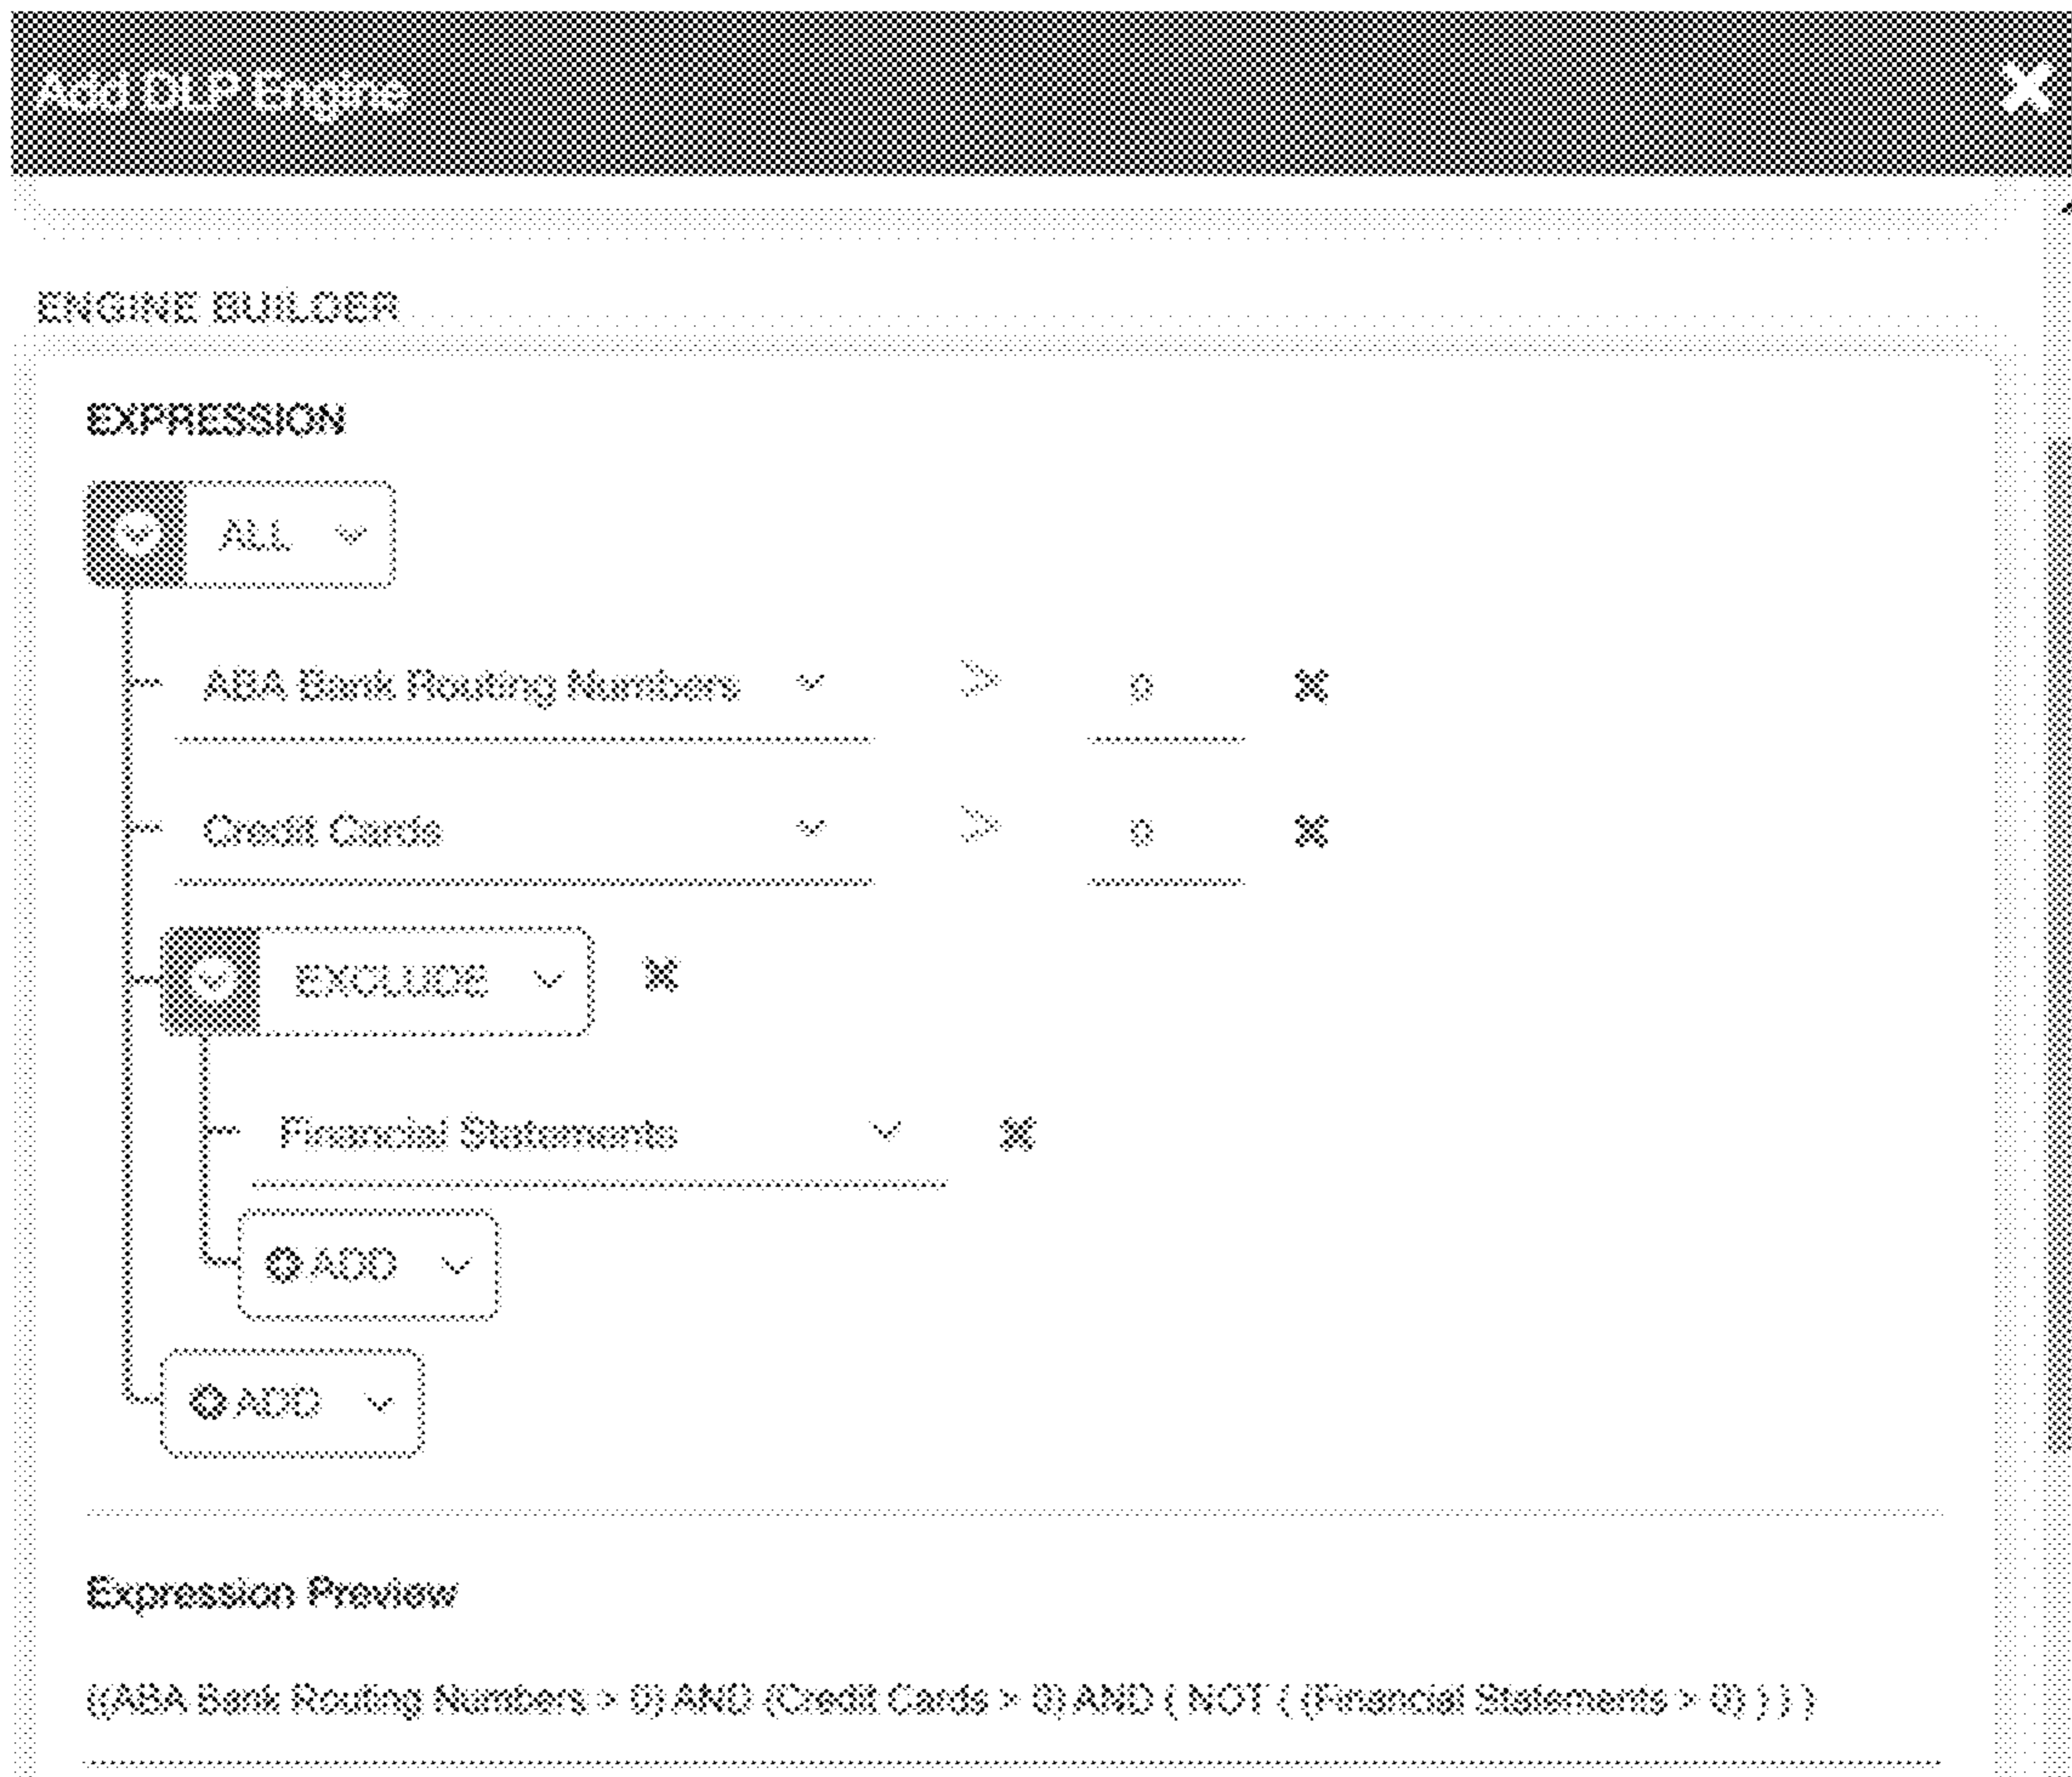 Add DLP Engine
ENGINE BUILDER
EXPRESSION
ALL
ABA Bank Routing Numbers > 0
Credit Cards > 0
EXCLUDE
Financial Statements
ADD
ADD
Expression Preview
((ABA Bank Routing Numbers > 0) AND (Credit Cards > 0) AND ( NOT ( (Financial Statements > 0) ) ) )